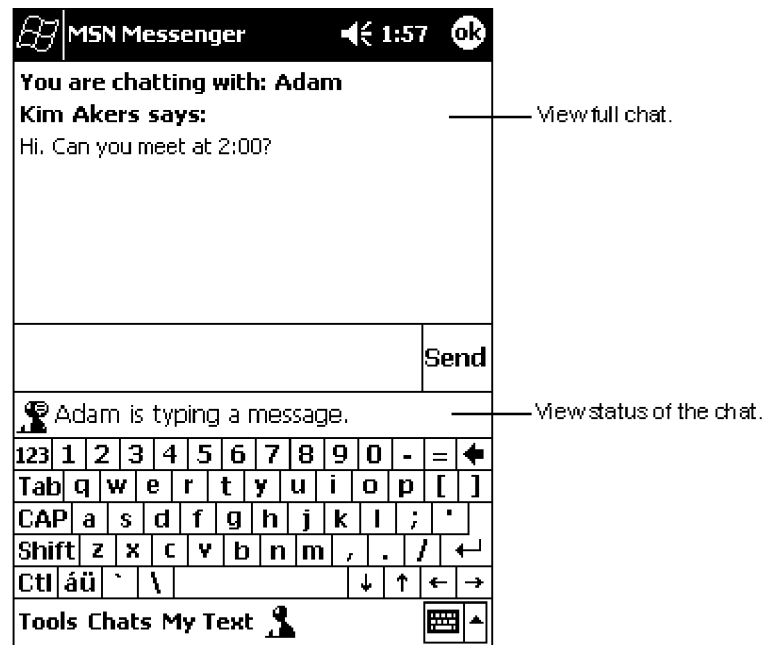 MSN Messenger 1:57 ok
You are chatting with: Adam
Kim Akers says:
View full chat.
Hi. Can you meet at 2:00?
Send
Adam is typing a message.
View status of the chat.
123 1 2 3 4 5 6 7 8 9 0 - =
Tab q w e r t y u i o p [ ]
CAP a s d f g h j k l ; '
Shift z x c v b n m , . /
Ctl áü ` \
Tools Chats My Text